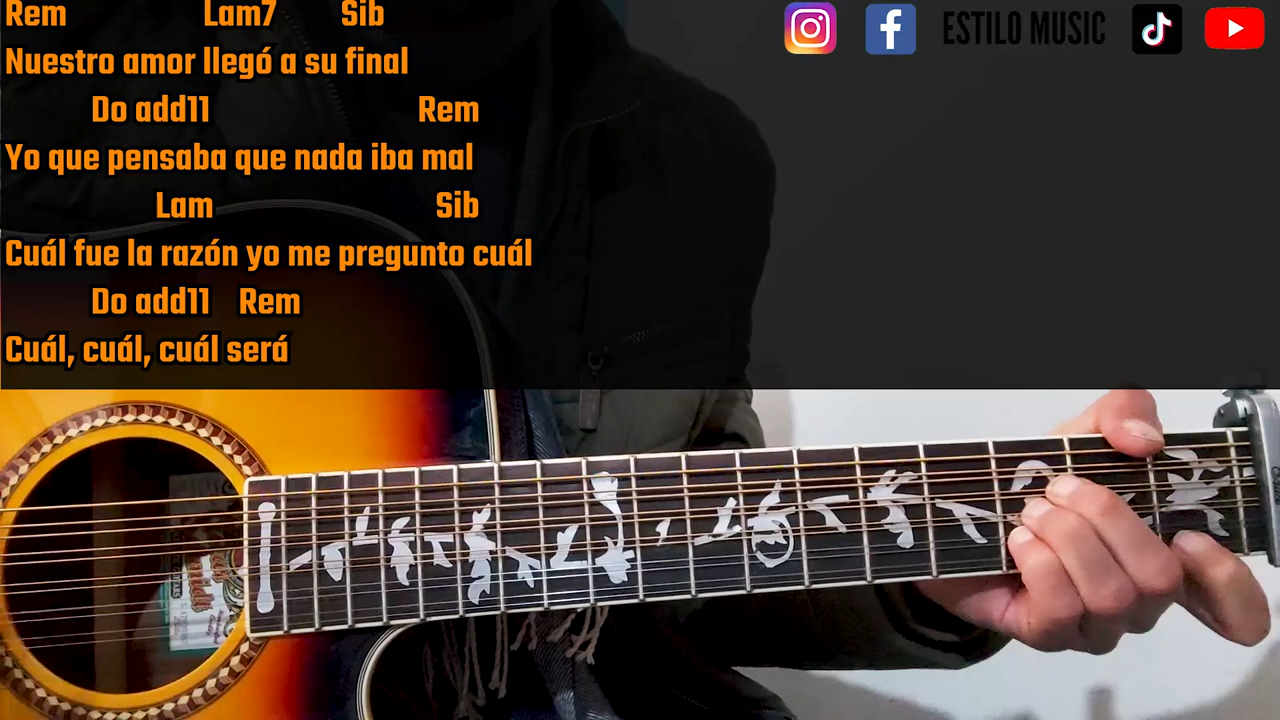 Rem Lam7 Sib
ESTILO MUSIC
Nuestro amor llegó a su final
Do add11 Rem
Yo que pensaba que nada iba mal
Lam Sib
Cuál fue la razón yo me pregunto cuál
Do add11 Rem
Cuál, cuál, cuál será